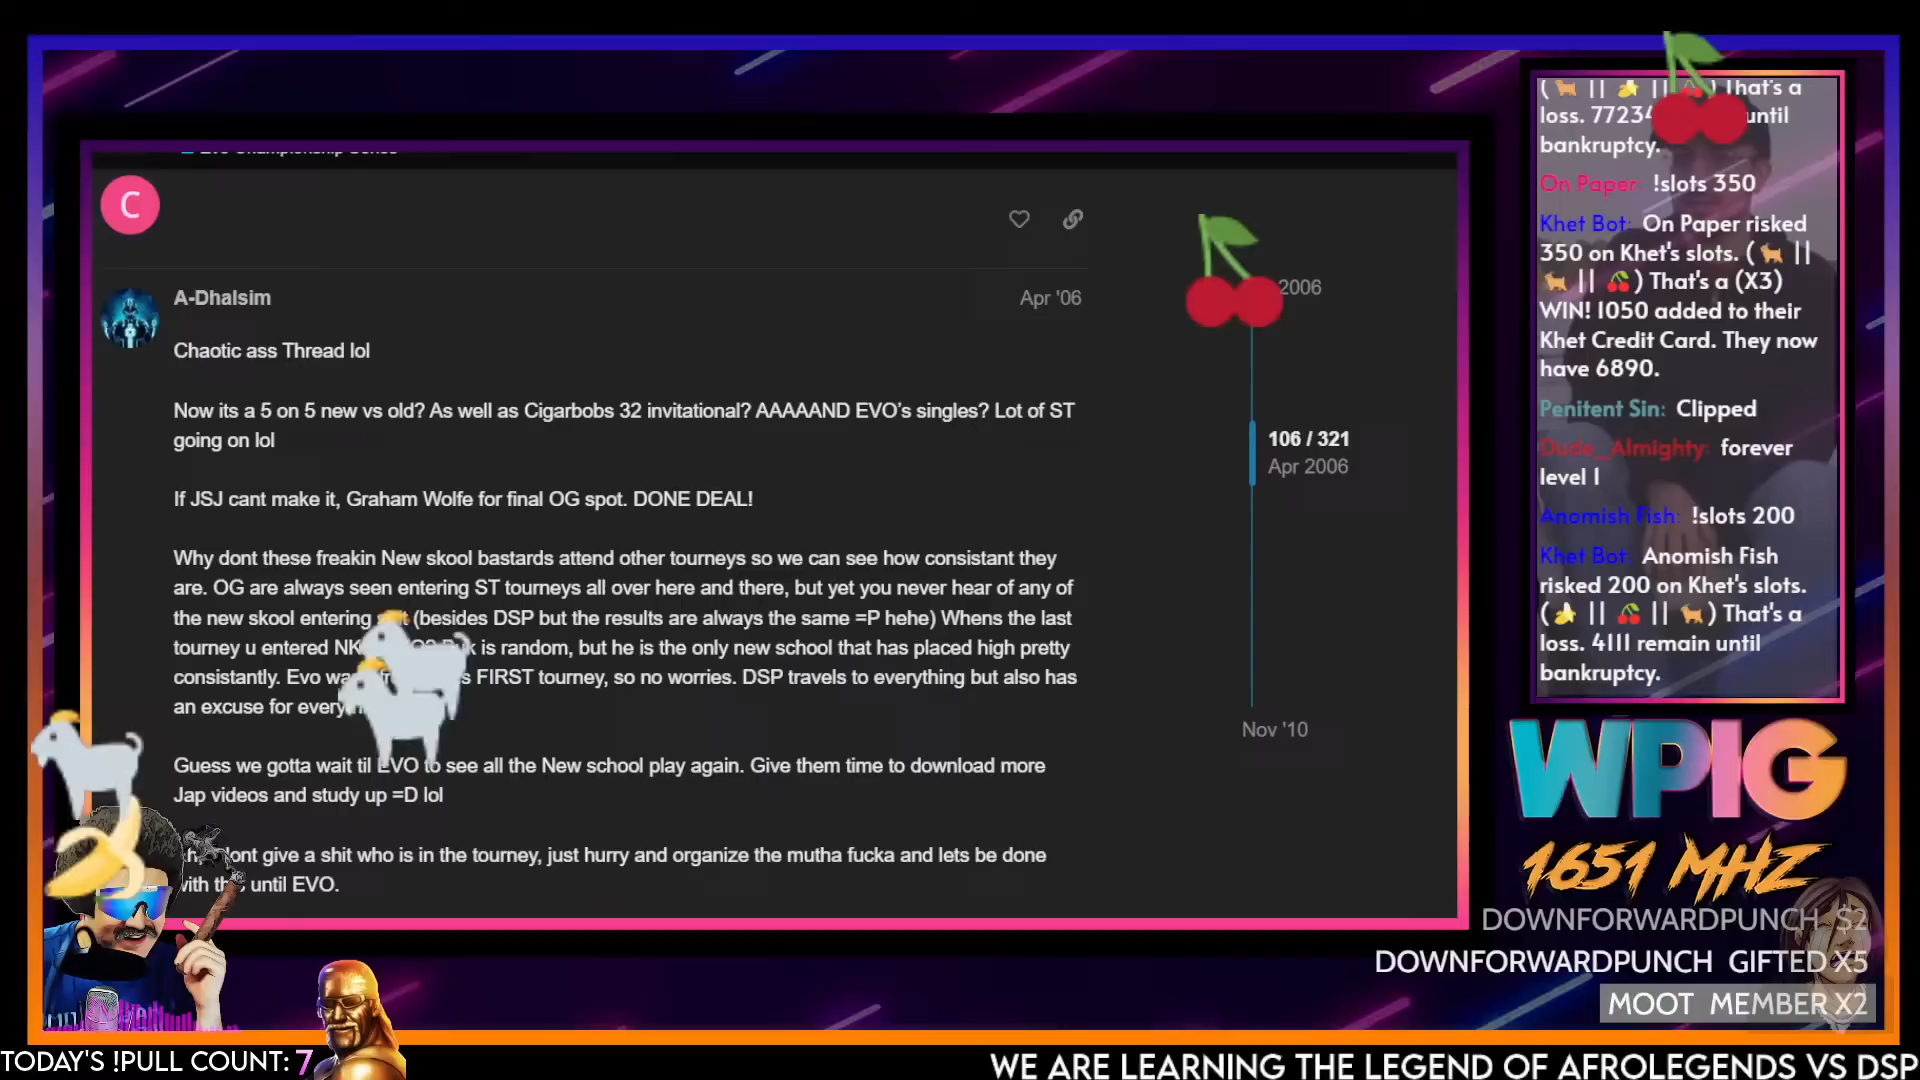 Evo Championship Series
C
A-Dhalsim
Apr '06
Chaotic ass Thread lol
Now its a 5 on 5 new vs old? As well as Cigarbobs 32 invitational? AAAAAND EVO's singles? Lot of ST
going on lol
If JSJ cant make it, Graham Wolfe for final OG spot. DONE DEAL!
Why dont these freakin New skool bastards attend other tourneys so we can see how consistant they
are. OG are always seen entering ST tourneys all over here and there, but yet you never hear of any of
the new skool entering (besides DSP but the results are always the same =P hehe) Whens the last
tourney u entered is random, but he is the only new school that has placed high pretty
consistently. Evo FIRST tourney, so no worries. DSP travels to everything but also has
an excuse for
Guess we gotta wait til EVO to see all the New school play again. Give them time to download more
Jap videos and study up =D lol
dont give a shit who is in the tourney, just hurry and organize the mutha fucka and lets be done
until EVO.
2006
106 / 321
Apr 2006
Nov '10
( || || ) That's a
loss. until
bankruptcy.
On Paper: !slots 350
Khet Bot: On Paper risked
350 on Khet's slots. ( ||
|| ) That's a (X3)
WIN! 1050 added to their
Khet Credit Card. They now
have 6890.
Penitent Sin: Clipped
Dude_Almighty: forever
level 1
Anomish Fish: !slots 200
Khet Bot: Anomish Fish
risked 200 on Khet's slots.
( || || ) That's a
loss. 4111 remain until
bankruptcy.
WPIG
1651 MHZ
DOWNFORWARDPUNCH $2
DOWNFORWARDPUNCH GIFTED X5
MOOT MEMBER X2
TODAY'S !PULL COUNT: 7
WE ARE LEARNING THE LEGEND OF AFROLEGENDS VS DSP